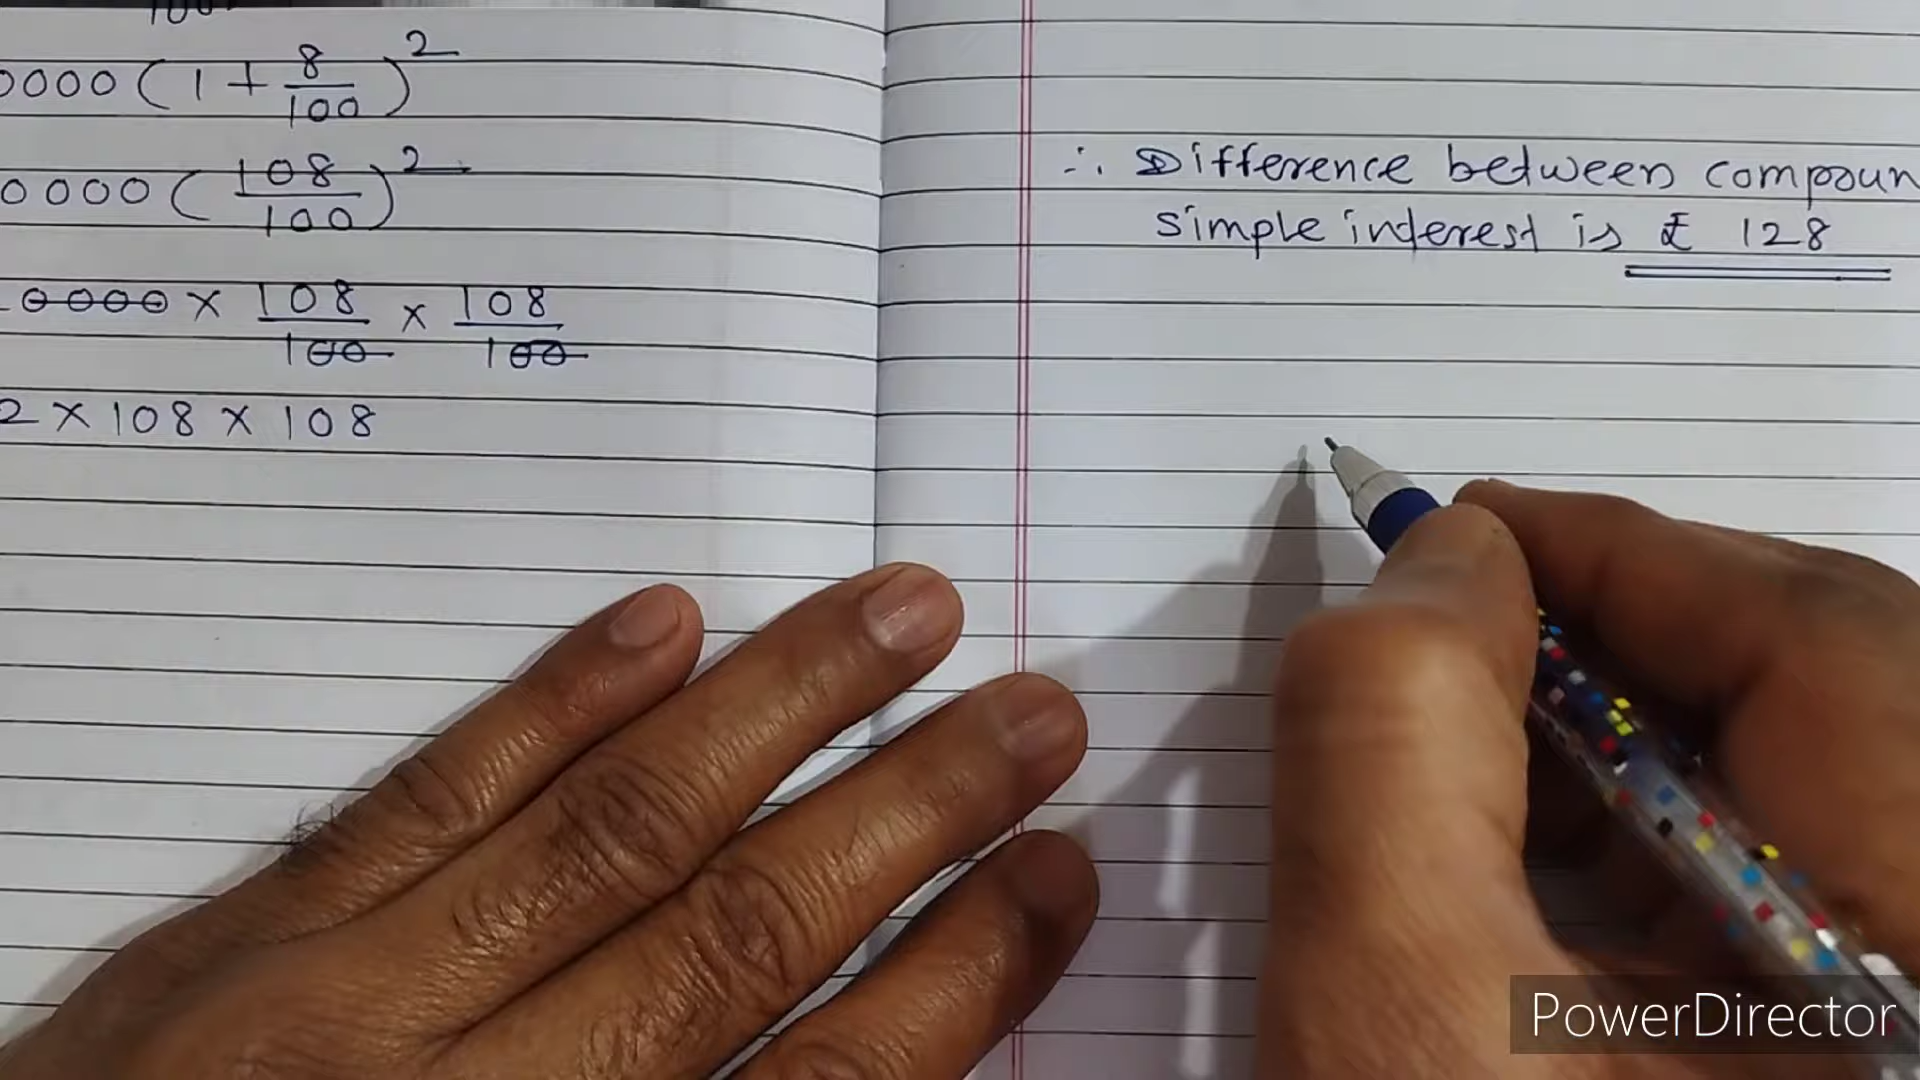 0000 ( 1 + 8/100 )²
0000 ( 108/100 )²
0000 × 108/100 × 108/100
2 × 108 × 108
∴ Difference between compoun
simple interest is ₹ 128
PowerDirector